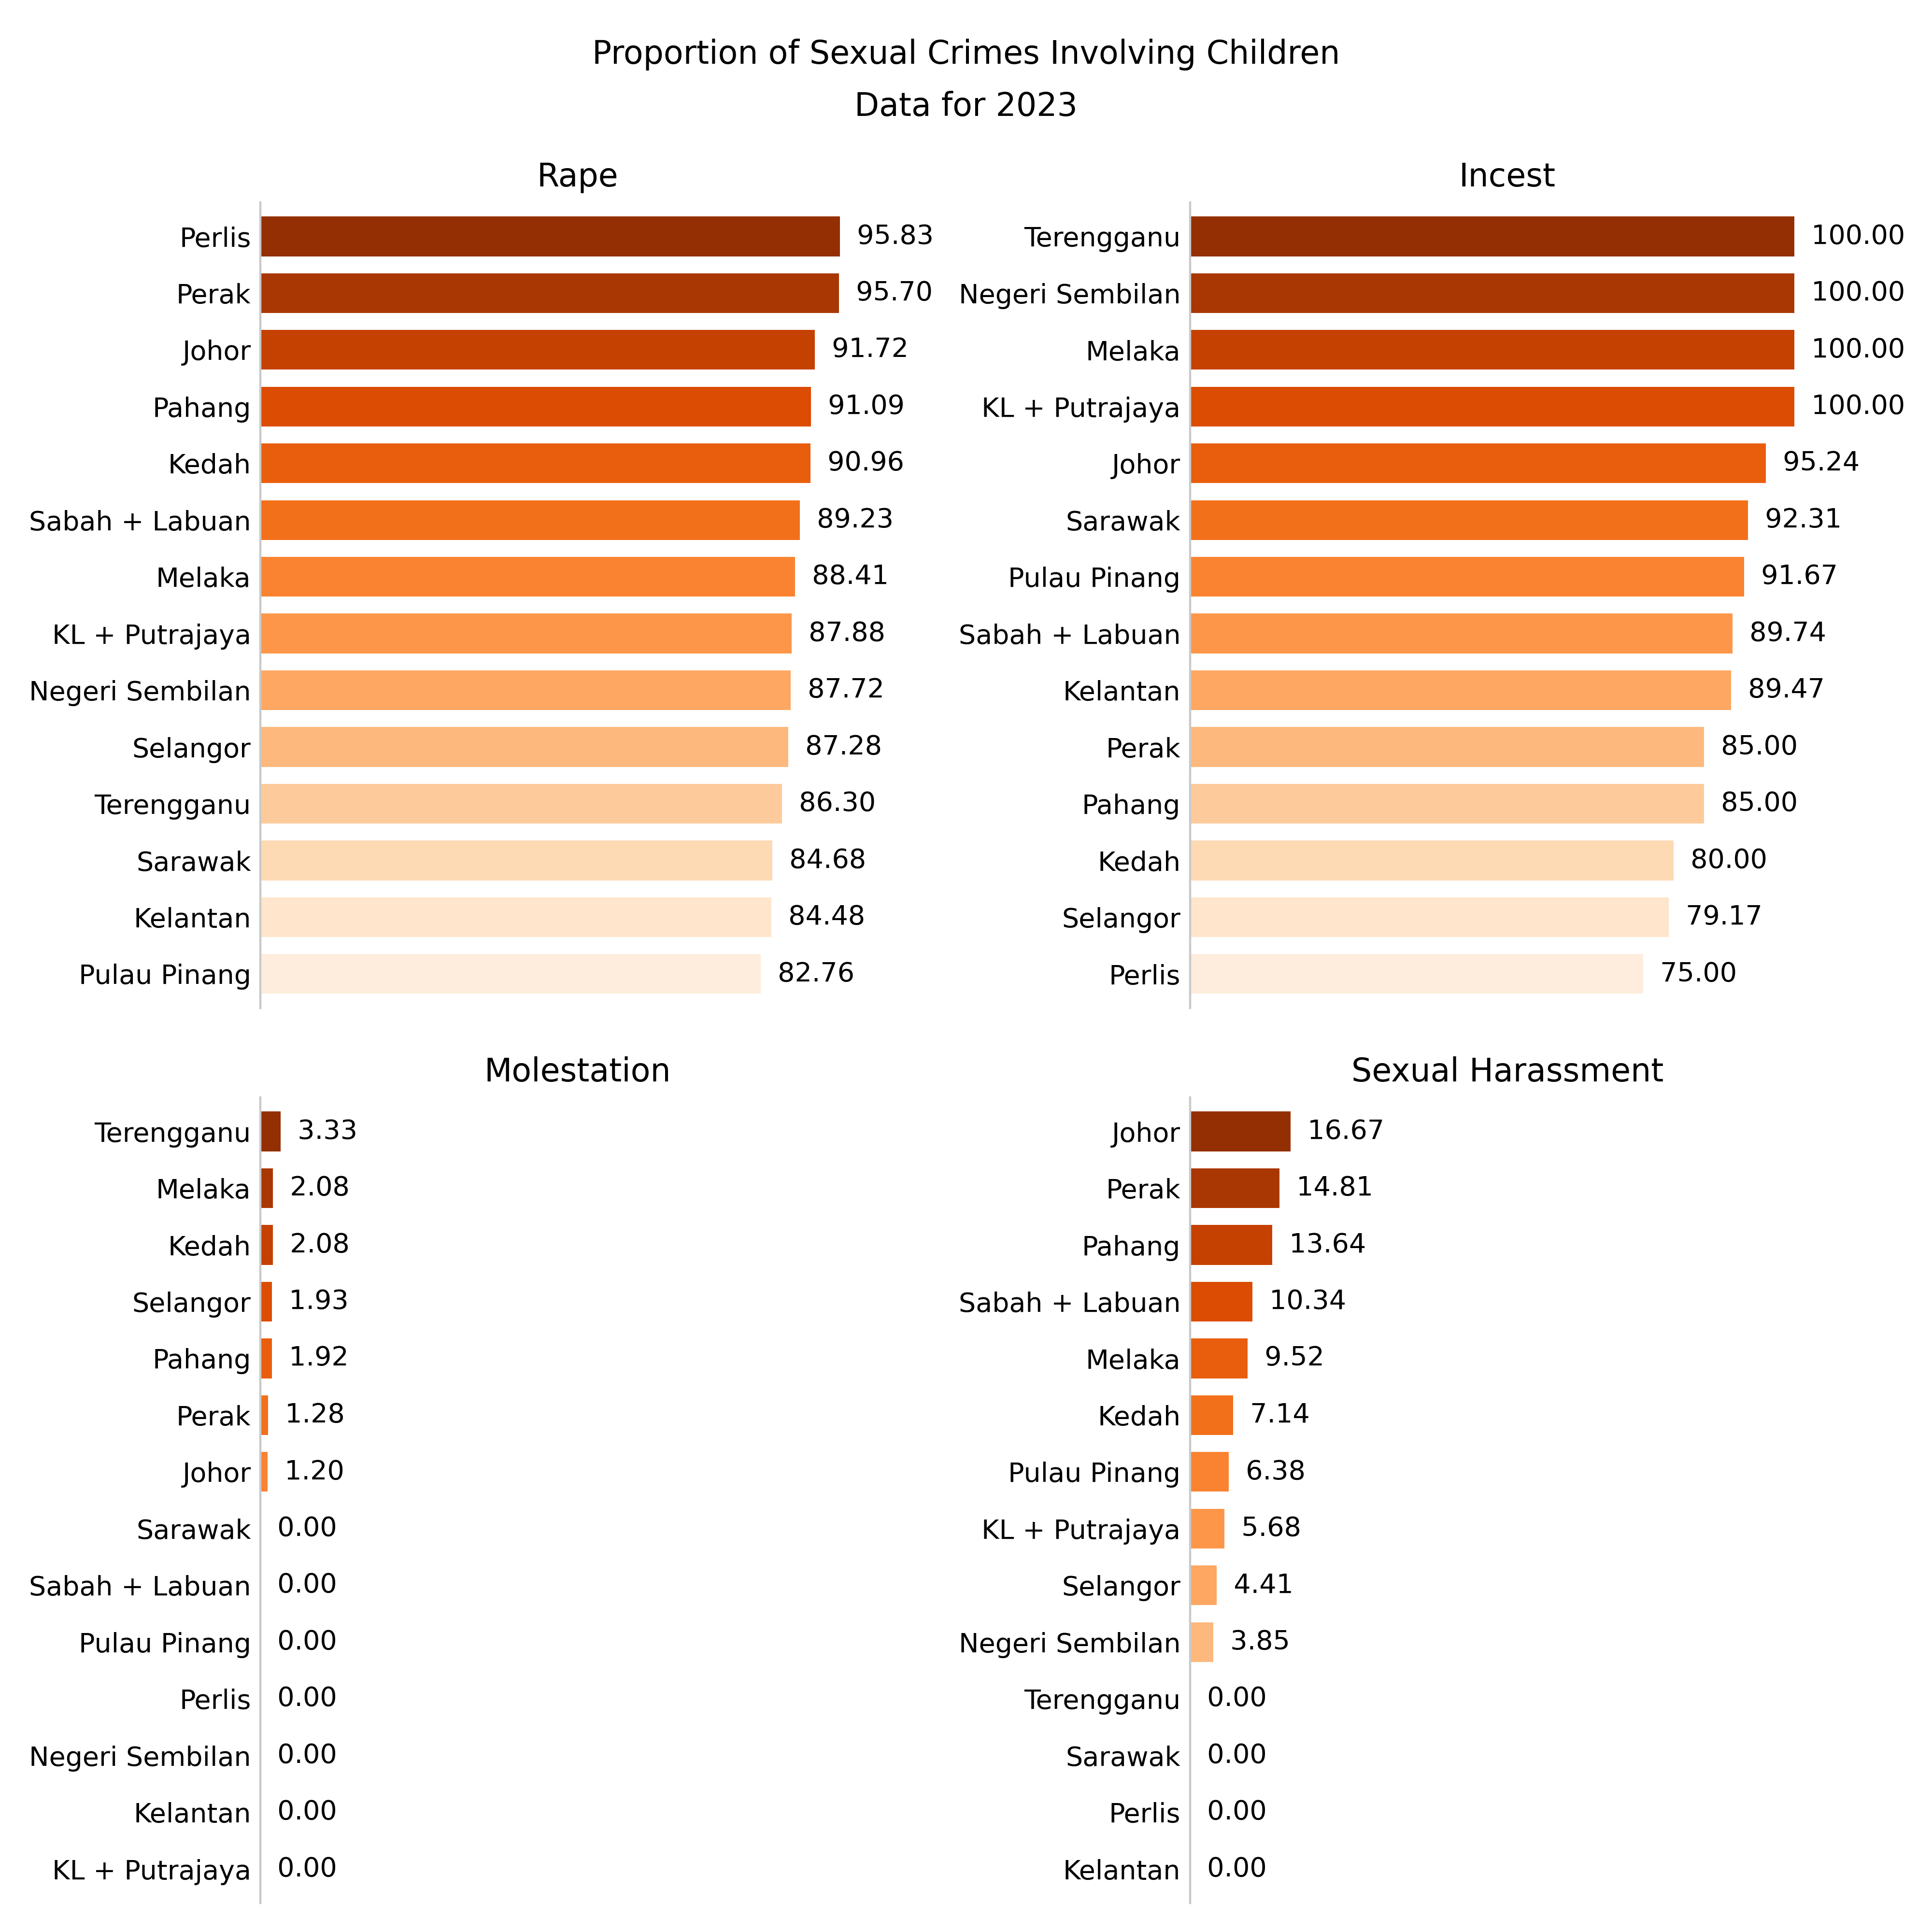 Proportion of Sexual Crimes Involving Children
Data for 2023
Rape
Perlis 95.83
Perak 95.70
Johor 91.72
Pahang 91.09
Kedah 90.96
Sabah + Labuan 89.23
Melaka 88.41
KL + Putrajaya 87.88
Negeri Sembilan 87.72
Selangor 87.28
Terengganu 86.30
Sarawak 84.68
Kelantan 84.48
Pulau Pinang 82.76
Incest
Terengganu 100.00
Negeri Sembilan 100.00
Melaka 100.00
KL + Putrajaya 100.00
Johor 95.24
Sarawak 92.31
Pulau Pinang 91.67
Sabah + Labuan 89.74
Kelantan 89.47
Perak 85.00
Pahang 85.00
Kedah 80.00
Selangor 79.17
Perlis 75.00
Molestation
Terengganu 3.33
Melaka 2.08
Kedah 2.08
Selangor 1.93
Pahang 1.92
Perak 1.28
Johor 1.20
Sarawak 0.00
Sabah + Labuan 0.00
Pulau Pinang 0.00
Perlis 0.00
Negeri Sembilan 0.00
Kelantan 0.00
KL + Putrajaya 0.00
Sexual Harassment
Johor 16.67
Perak 14.81
Pahang 13.64
Sabah + Labuan 10.34
Melaka 9.52
Kedah 7.14
Pulau Pinang 6.38
KL + Putrajaya 5.68
Selangor 4.41
Negeri Sembilan 3.85
Terengganu 0.00
Sarawak 0.00
Perlis 0.00
Kelantan 0.00